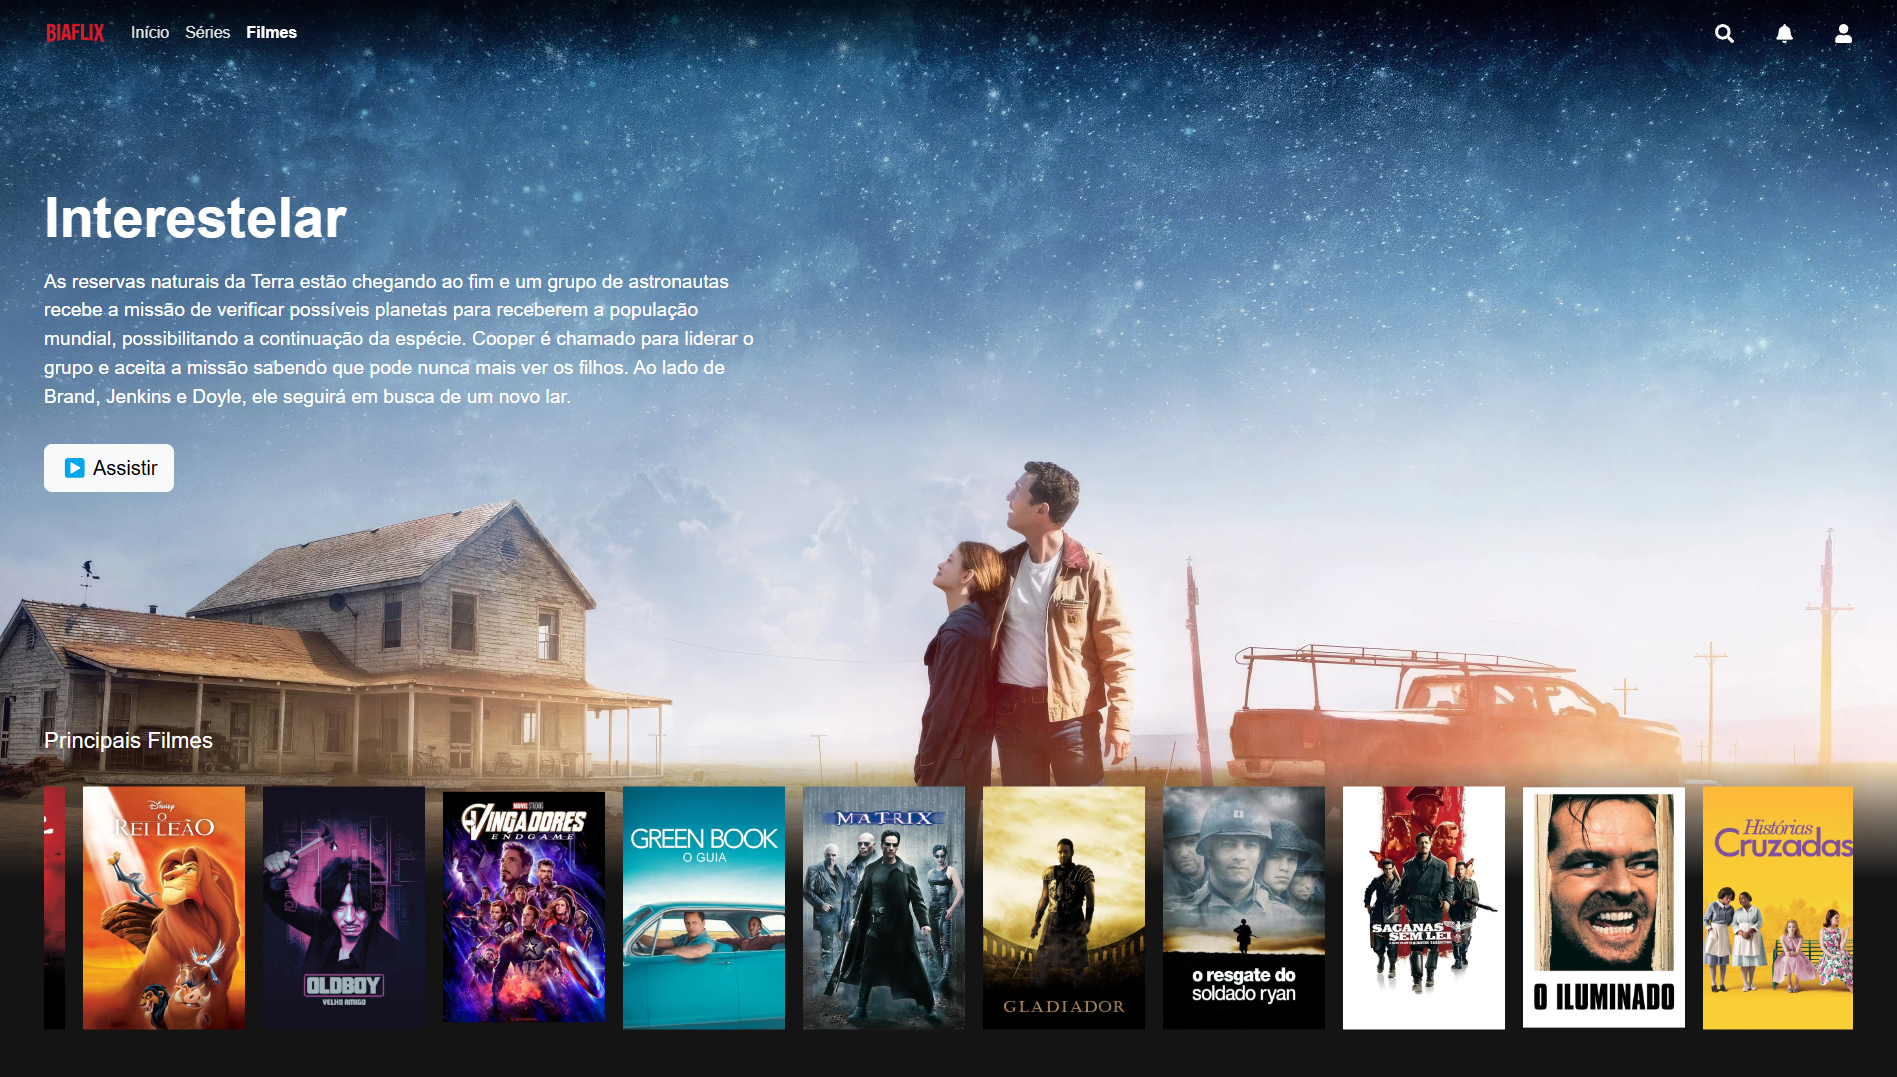 BIAFLIX Início Séries Filmes
Interestelar
As reservas naturais da Terra estão chegando ao fim e um grupo de astronautas
recebe a missão de verificar possíveis planetas para receberem a população
mundial, possibilitando a continuação da espécie. Cooper é chamado para liderar o
grupo e aceita a missão sabendo que pode nunca mais ver os filhos. Ao lado de
Brand, Jenkins e Doyle, ele seguirá em busca de um novo lar.
Assistir
Principais Filmes
Disney
O
REI LEÃO
OLDBOY
VELHO AMIGO
MARVEL STUDIOS
VINGADORES
ENDGAME
GREEN BOOK
O GUIA
MATRIX
GLADIADOR
o resgate do
soldado ryan
SACANAS
SEM LEI
O ILUMINADO
Histórias
Cruzadas